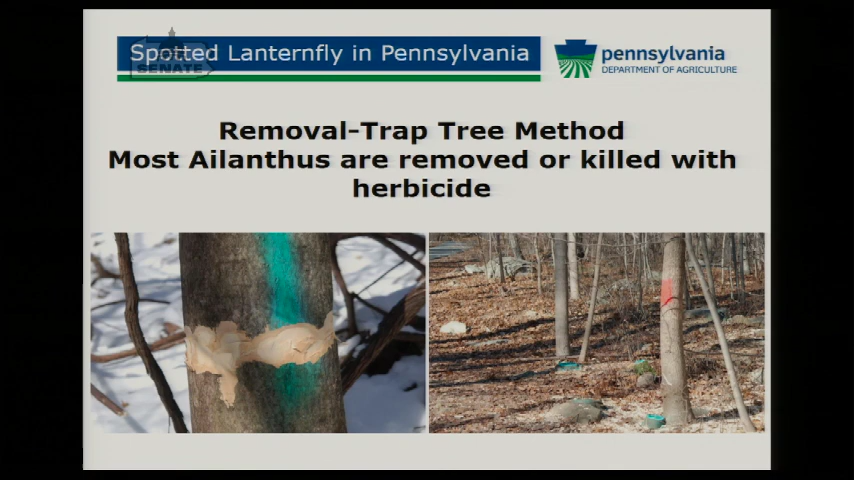 Spotted Lanternfly in Pennsylvania
SENATE
pennsylvania
DEPARTMENT OF AGRICULTURE
Removal-Trap Tree Method
Most Ailanthus are removed or killed with
herbicide